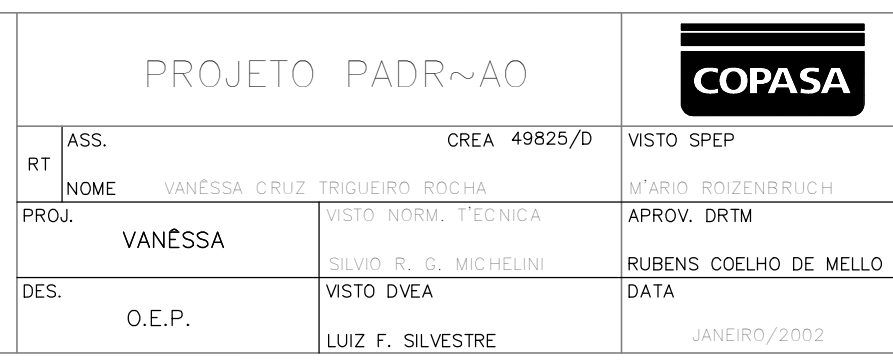 PROJETO PADR~AO
COPASA
RT
ASS.
CREA 49825/D
NOME VANÊSSA CRUZ TRIGUEIRO ROCHA
VISTO SPEP
M'ARIO ROIZENBRUCH
PROJ.
VANÊSSA
VISTO NORM. T'ECNICA
SILVIO R. G. MICHELINI
APROV. DRTM
RUBENS COELHO DE MELLO
DES.
O.E.P.
VISTO DVEA
LUIZ F. SILVESTRE
DATA
JANEIRO/2002